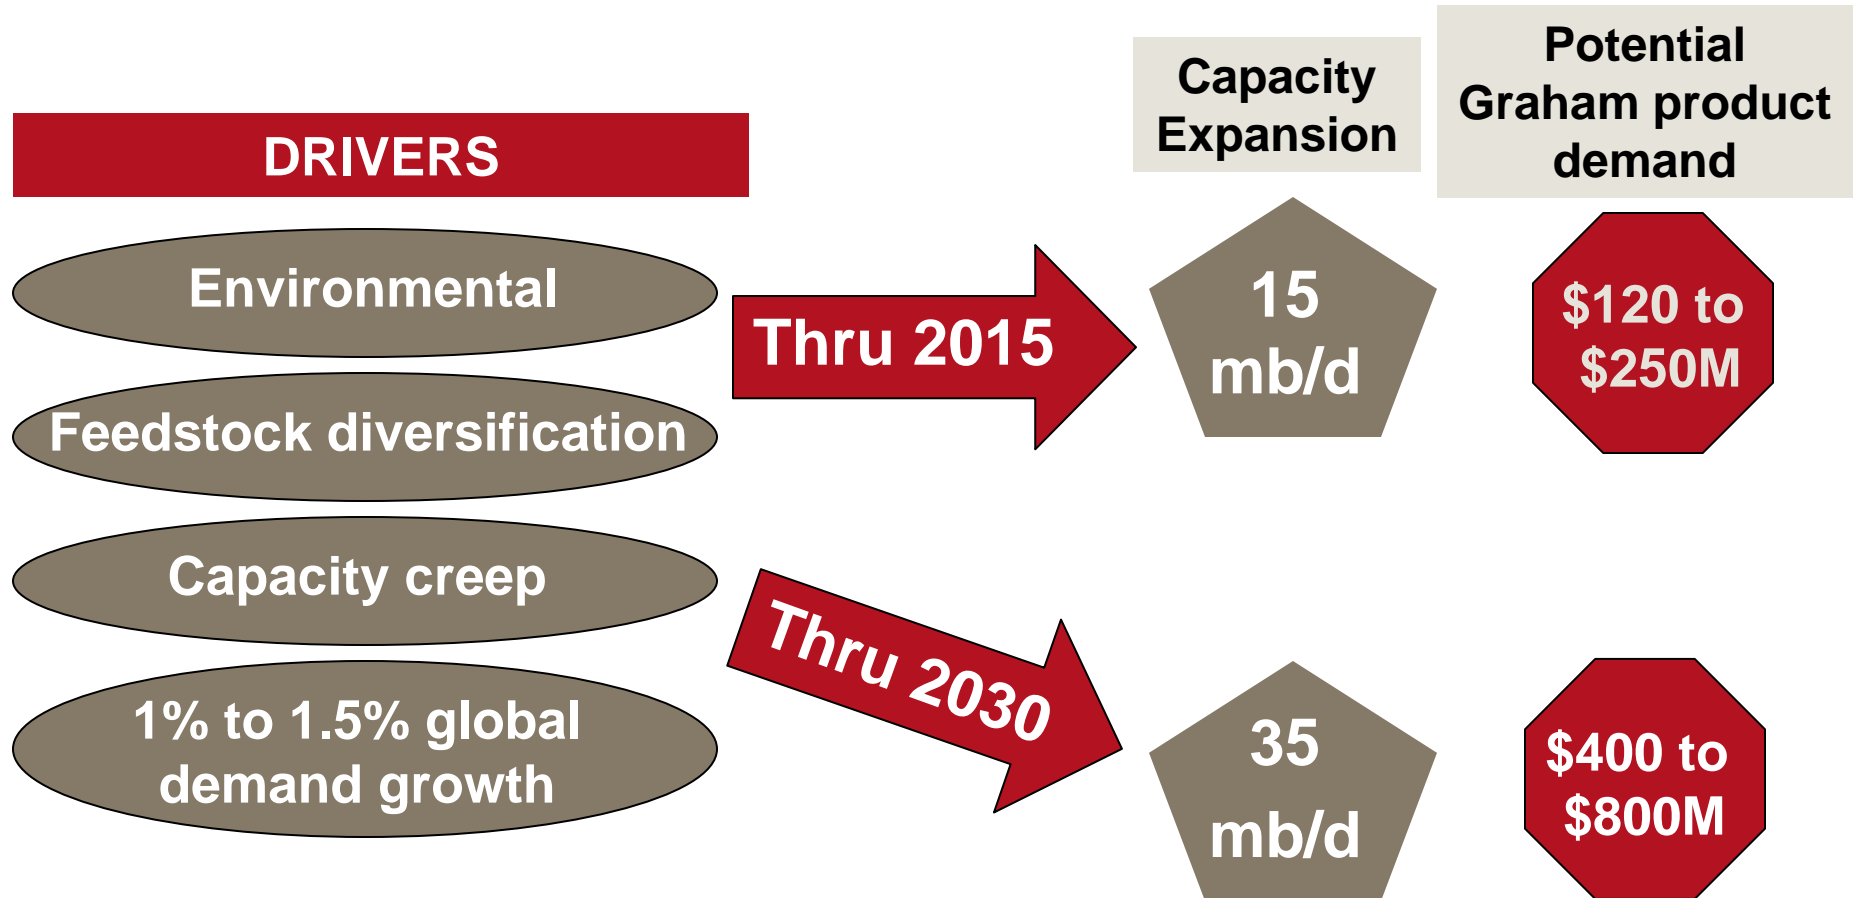 DRIVERS
Environmental
Feedstock diversification
Capacity creep
1% to 1.5% global
demand growth
Thru 2015
Thru 2030
Capacity
Expansion
15
mb/d
35
mb/d
Potential
Graham product
demand
$120 to
$250M
$400 to
$800M